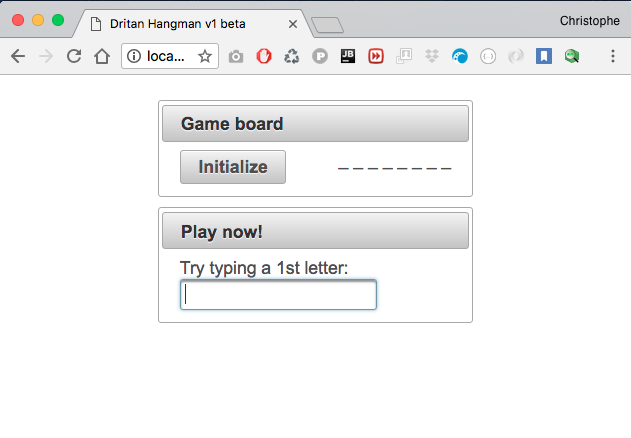 Dritan Hangman v1 beta
Christophe
loca...
JB
Game board
Initialize
_ _ _ _ _ _ _ _
Play now!
Try typing a 1st letter: